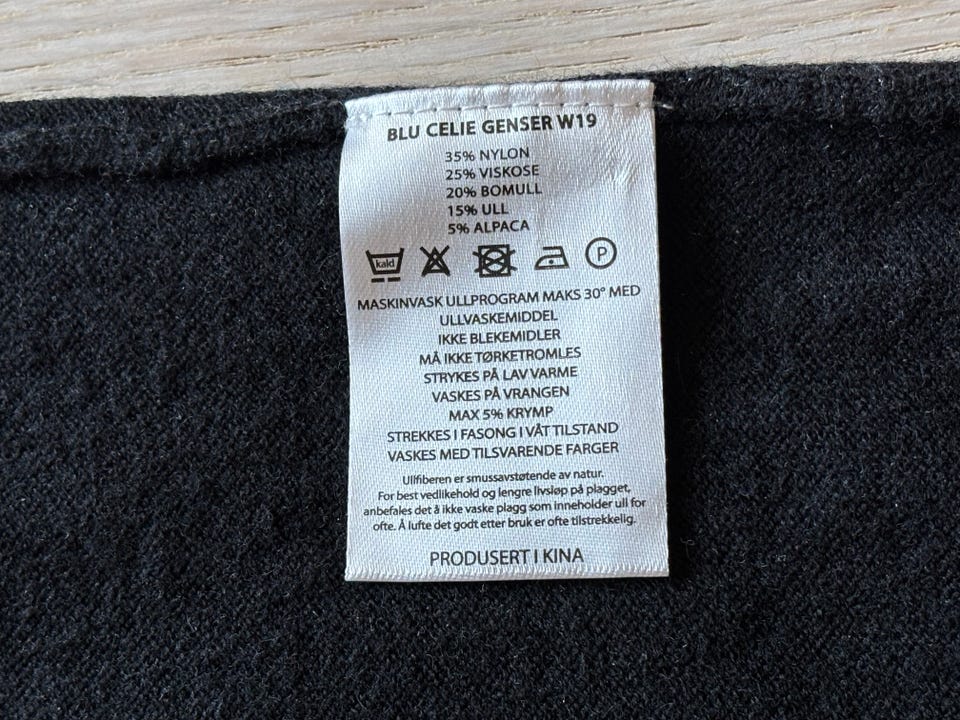 BLU CELIE GENSER W19
35% NYLON
25% VISKOSE
20% BOMULL
15% ULL
5% ALPACA
kald
P
MASKINVASK ULLPROGRAM MAKS 30° MED
ULLVASKEMIDDEL
IKKE BLEKEMIDLER
MÅ IKKE TØRKETROMLES
STRYKES PÅ LAV VARME
VASKES PÅ VRANGEN
MAX 5% KRYMP
STREKKES I FASONG I VÅT TILSTAND
VASKES MED TILSVARENDE FARGER
Ullfiberen er smussavstøtende av natur.
For best vedlikehold og lengre livsløp på plagget,
anbefales det å ikke vaske plagg som inneholder ull for
ofte. Å lufte det godt etter bruk er ofte tilstrekkelig.
PRODUSERT I KINA